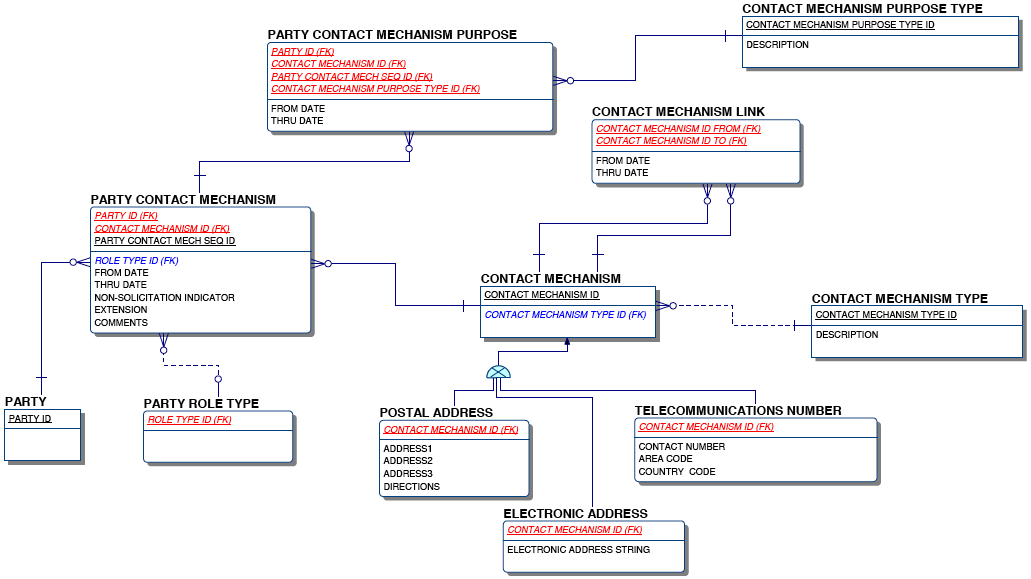 CONTACT MECHANISM PURPOSE TYPE
CONTACT MECHANISM PURPOSE TYPE ID
DESCRIPTION
PARTY CONTACT MECHANISM PURPOSE
PARTY ID (FK)
CONTACT MECHANISM ID (FK)
PARTY CONTACT MECH SEQ ID (FK)
CONTACT MECHANISM PURPOSE TYPE ID (FK)
FROM DATE
THRU DATE
CONTACT MECHANISM LINK
CONTACT MECHANISM ID FROM (FK)
CONTACT MECHANISM ID TO (FK)
FROM DATE
THRU DATE
PARTY CONTACT MECHANISM
PARTY ID (FK)
CONTACT MECHANISM ID (FK)
PARTY CONTACT MECH SEQ ID
ROLE TYPE ID (FK)
FROM DATE
THRU DATE
NON-SOLICITATION INDICATOR
EXTENSION
COMMENTS
CONTACT MECHANISM
CONTACT MECHANISM ID
CONTACT MECHANISM TYPE ID (FK)
CONTACT MECHANISM TYPE
CONTACT MECHANISM TYPE ID
DESCRIPTION
PARTY
PARTY ID
PARTY ROLE TYPE
ROLE TYPE ID (FK)
POSTAL ADDRESS
CONTACT MECHANISM ID (FK)
ADDRESS1
ADDRESS2
ADDRESS3
DIRECTIONS
TELECOMMUNICATIONS NUMBER
CONTACT MECHANISM ID (FK)
CONTACT NUMBER
AREA CODE
COUNTRY CODE
ELECTRONIC ADDRESS
CONTACT MECHANISM ID (FK)
ELECTRONIC ADDRESS STRING